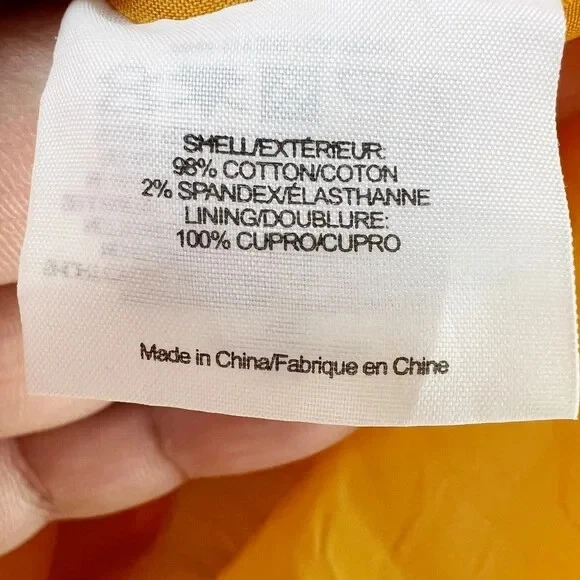 SHELL/EXTÉRIEUR:
98% COTTON/COTON
2% SPANDEX/ÉLASTHANNE
LINING/DOUBLURE:
100% CUPRO/CUPRO
Made in China/Fabrique en Chine